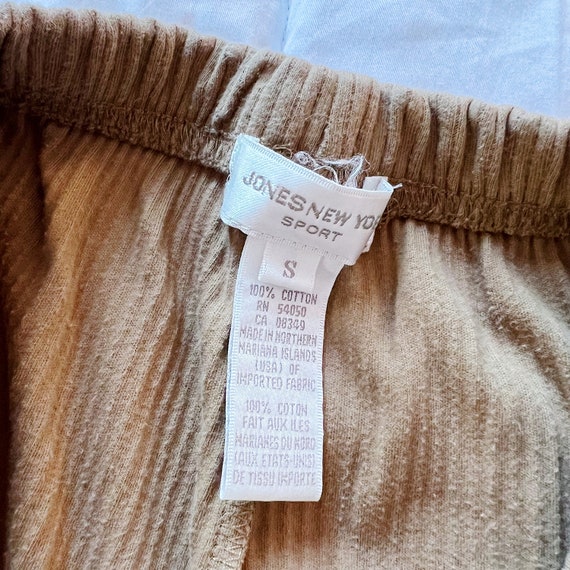 JONES NEW YO
SPORT
S
100% COTTON
RN 54050
CA 08349
MADE IN NORTHERN
MARIANA ISLANDS
(USA) OF
IMPORTED FABRIC
100% COTON
FAIT AUX ILES
MARIANES DU NORD
(AUX ETATS-UNIS)
DE TISSU IMPORTE